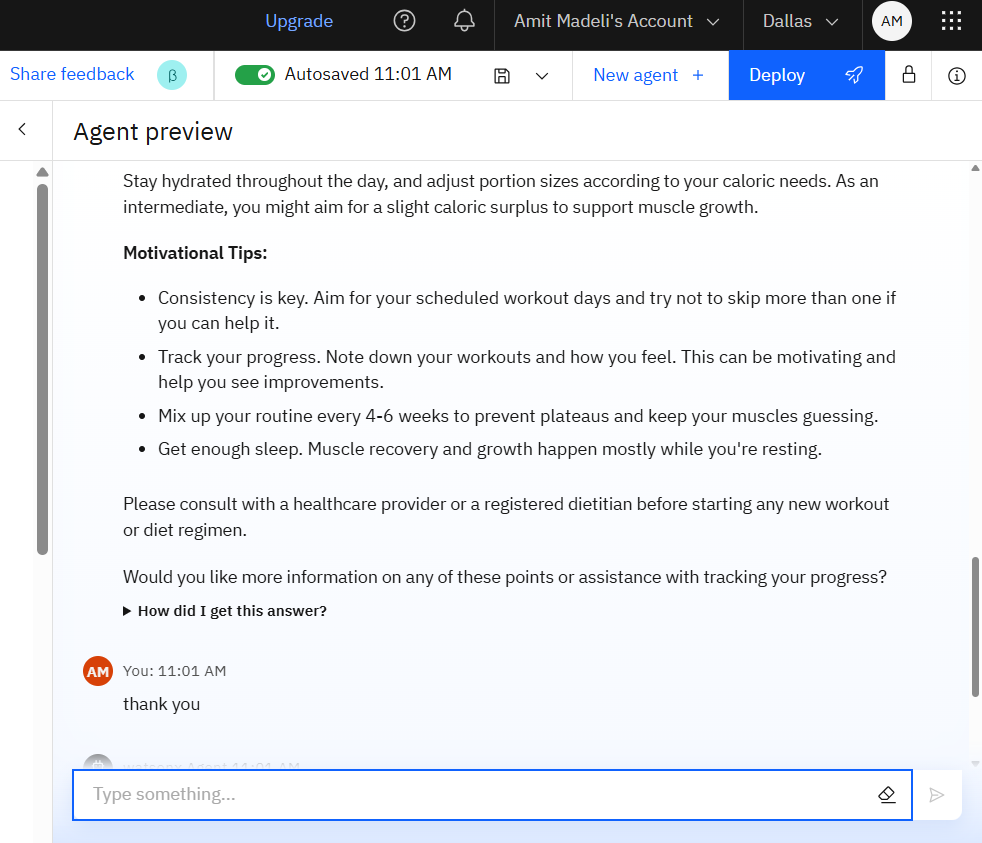 Upgrade
Amit Madeli's Account
Dallas
AM
Share feedback
β
Autosaved 11:01 AM
New agent +
Deploy
Agent preview
Stay hydrated throughout the day, and adjust portion sizes according to your caloric needs. As an
intermediate, you might aim for a slight caloric surplus to support muscle growth.
Motivational Tips:
• Consistency is key. Aim for your scheduled workout days and try not to skip more than one if
you can help it.
• Track your progress. Note down your workouts and how you feel. This can be motivating and
help you see improvements.
• Mix up your routine every 4-6 weeks to prevent plateaus and keep your muscles guessing.
• Get enough sleep. Muscle recovery and growth happen mostly while you're resting.
Please consult with a healthcare provider or a registered dietitian before starting any new workout
or diet regimen.
Would you like more information on any of these points or assistance with tracking your progress?
How did I get this answer?
AM You: 11:01 AM
thank you
watsonx Agent 11:01 AM
Type something...